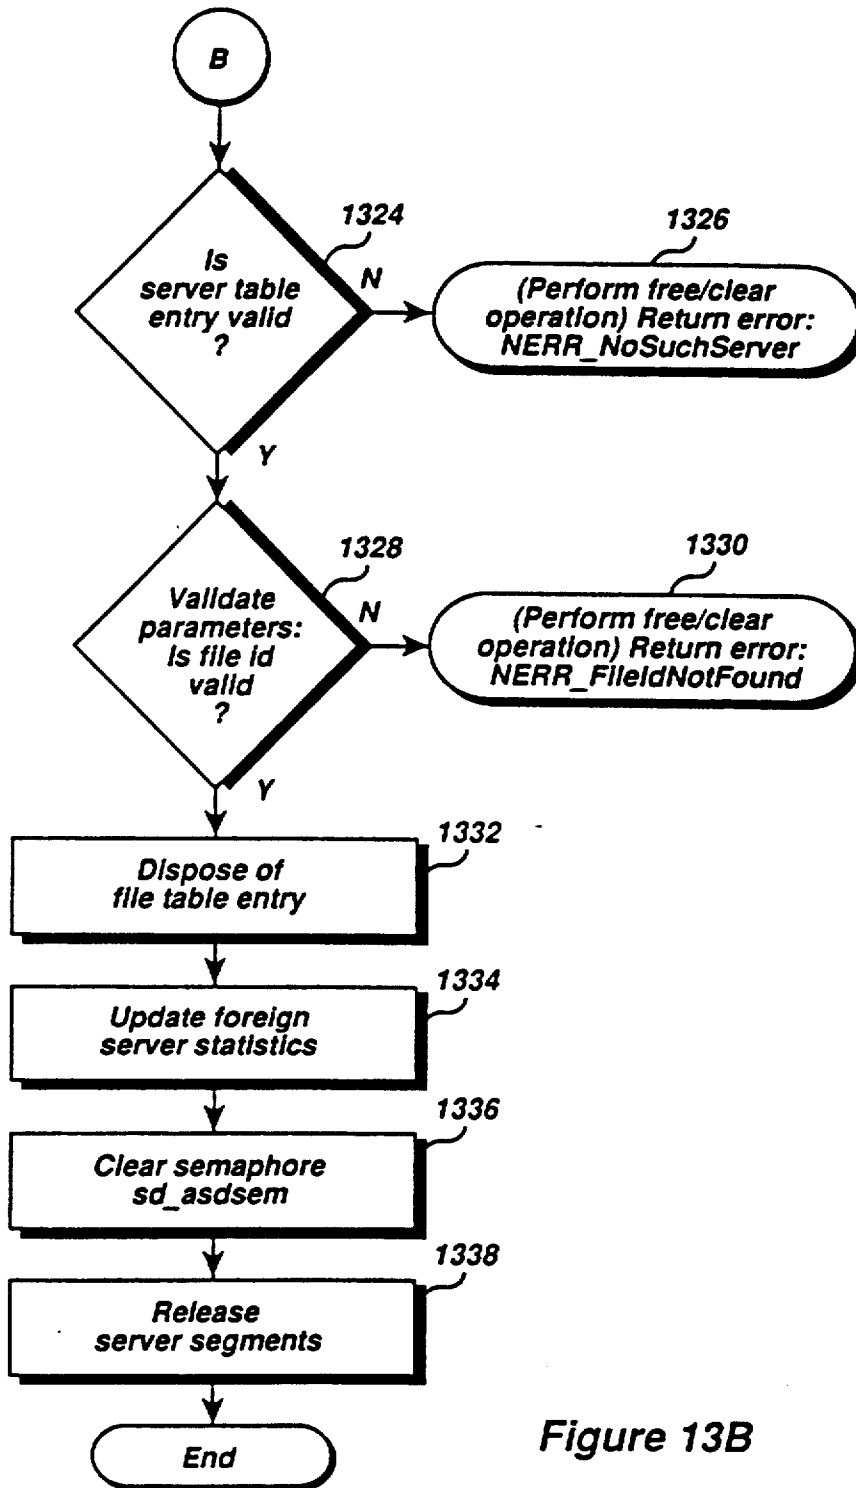 B
1324
Is
server table
entry valid
?
N
Y
1326
(Perform free/clear
operation) Return error:
NERR_NoSuchServer
1328
Validate
parameters:
Is file id
valid
?
N
Y
1330
(Perform free/clear
operation) Return error:
NERR_FileIdNotFound
1332
Dispose of
file table entry
1334
Update foreign
server statistics
1336
Clear semaphore
sd_asdsem
1338
Release
server segments
End
Figure 13B